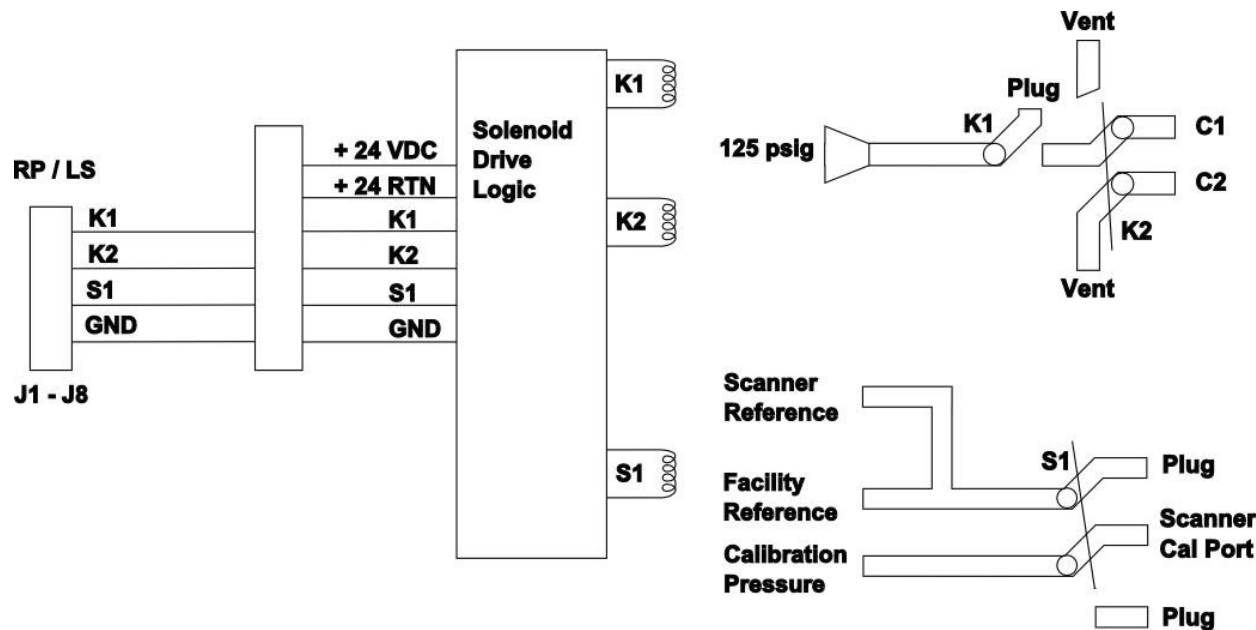 RP / LS
K1
K2
S1
GND
J1 - J8
+ 24 VDC
+ 24 RTN
K1
K2
S1
GND
Solenoid
Drive
Logic
K1
K2
S1
Vent
Plug
K1
125 psig
C1
C2
K2
Vent
Scanner
Reference
S1
Plug
Facility
Reference
Scanner
Cal Port
Calibration
Pressure
Plug